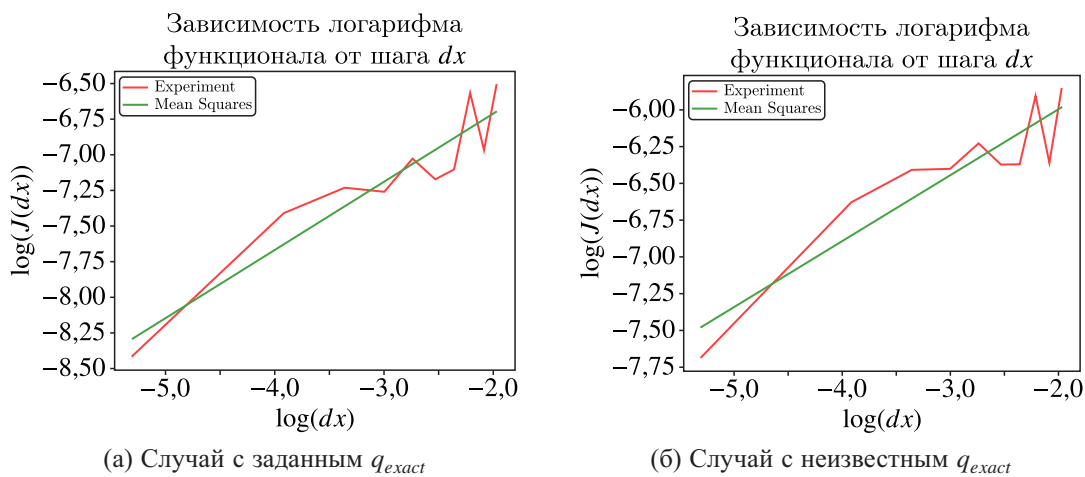 Зависимость логарифма
функционала от шага dx
−6,50
−6,75
−7,00
−7,25
−7,50
−7,75
−8,00
−8,25
−8,50
log(J(dx))
Experiment
Mean Squares
−5,0 −4,0 −3,0 −2,0
log(dx)
(а) Случай с заданным q_exact
Зависимость логарифма
функционала от шага dx
−6,00
−6,25
−6,50
−6,75
−7,00
−7,25
−7,50
−7,75
log(J(dx))
Experiment
Mean Squares
−5,0 −4,0 −3,0 −2,0
log(dx)
(б) Случай с неизвестным q_exact